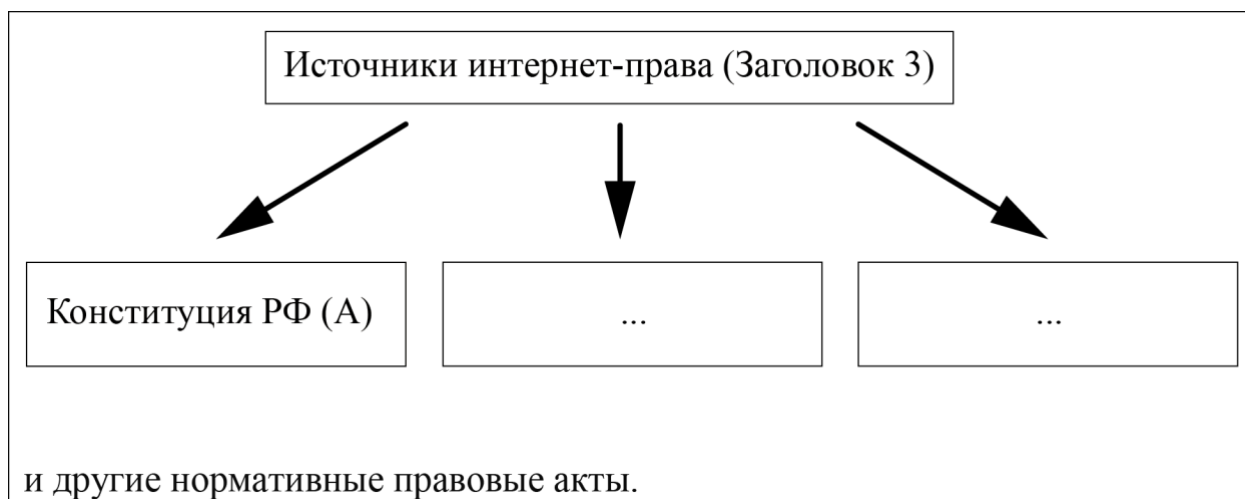 Источники интернет-права (Заголовок 3)
Конституция РФ (А)
...
...
и другие нормативные правовые акты.